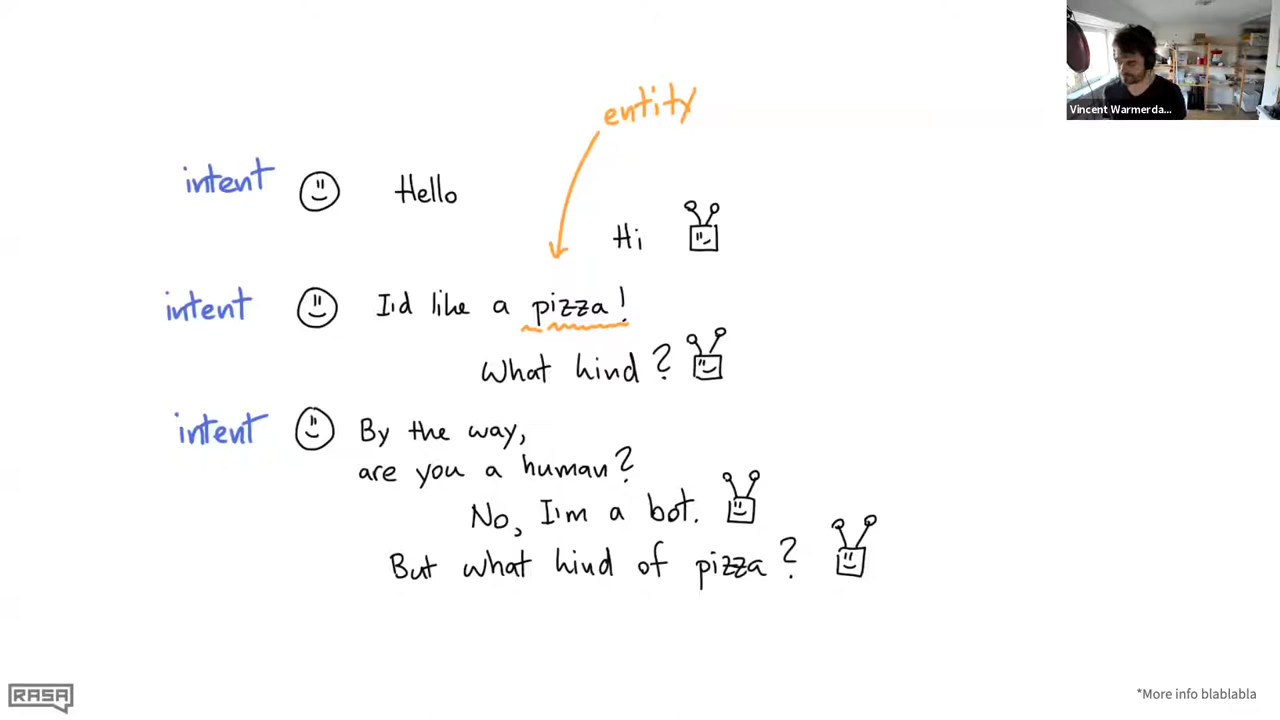 Vincent Warmerda...
entity
intent Hello
Hi
intent I'd like a pizza!
What kind?
intent By the way,
are you a human?
No, I'm a bot.
But what kind of pizza?
RASA
*More info blablabla